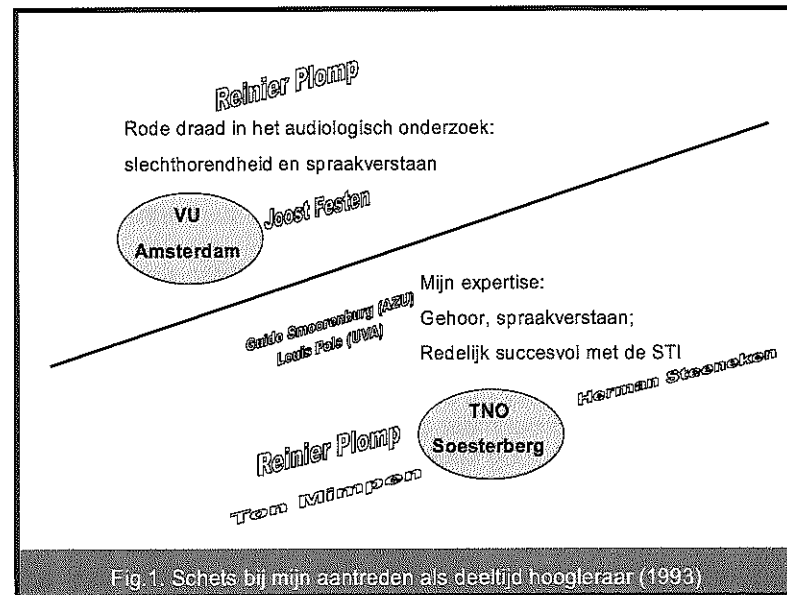 Reinier Plomp
Rode draad in het audiologisch onderzoek:
slechthorendheid en spraakverstaan
VU
Amsterdam
Joost Festen
Mijn expertise:
Gehoor, spraakverstaan;
Redelijk succesvol met de STI
Guido Smoorenburg (AZU)
Louis Pols (UVA)
Herman Steeneken
TNO
Soesterberg
Reinier Plomp
Ton Mimpen
Fig.1. Schets bij mijn aantreden als deeltijd hoogleraar (1993)